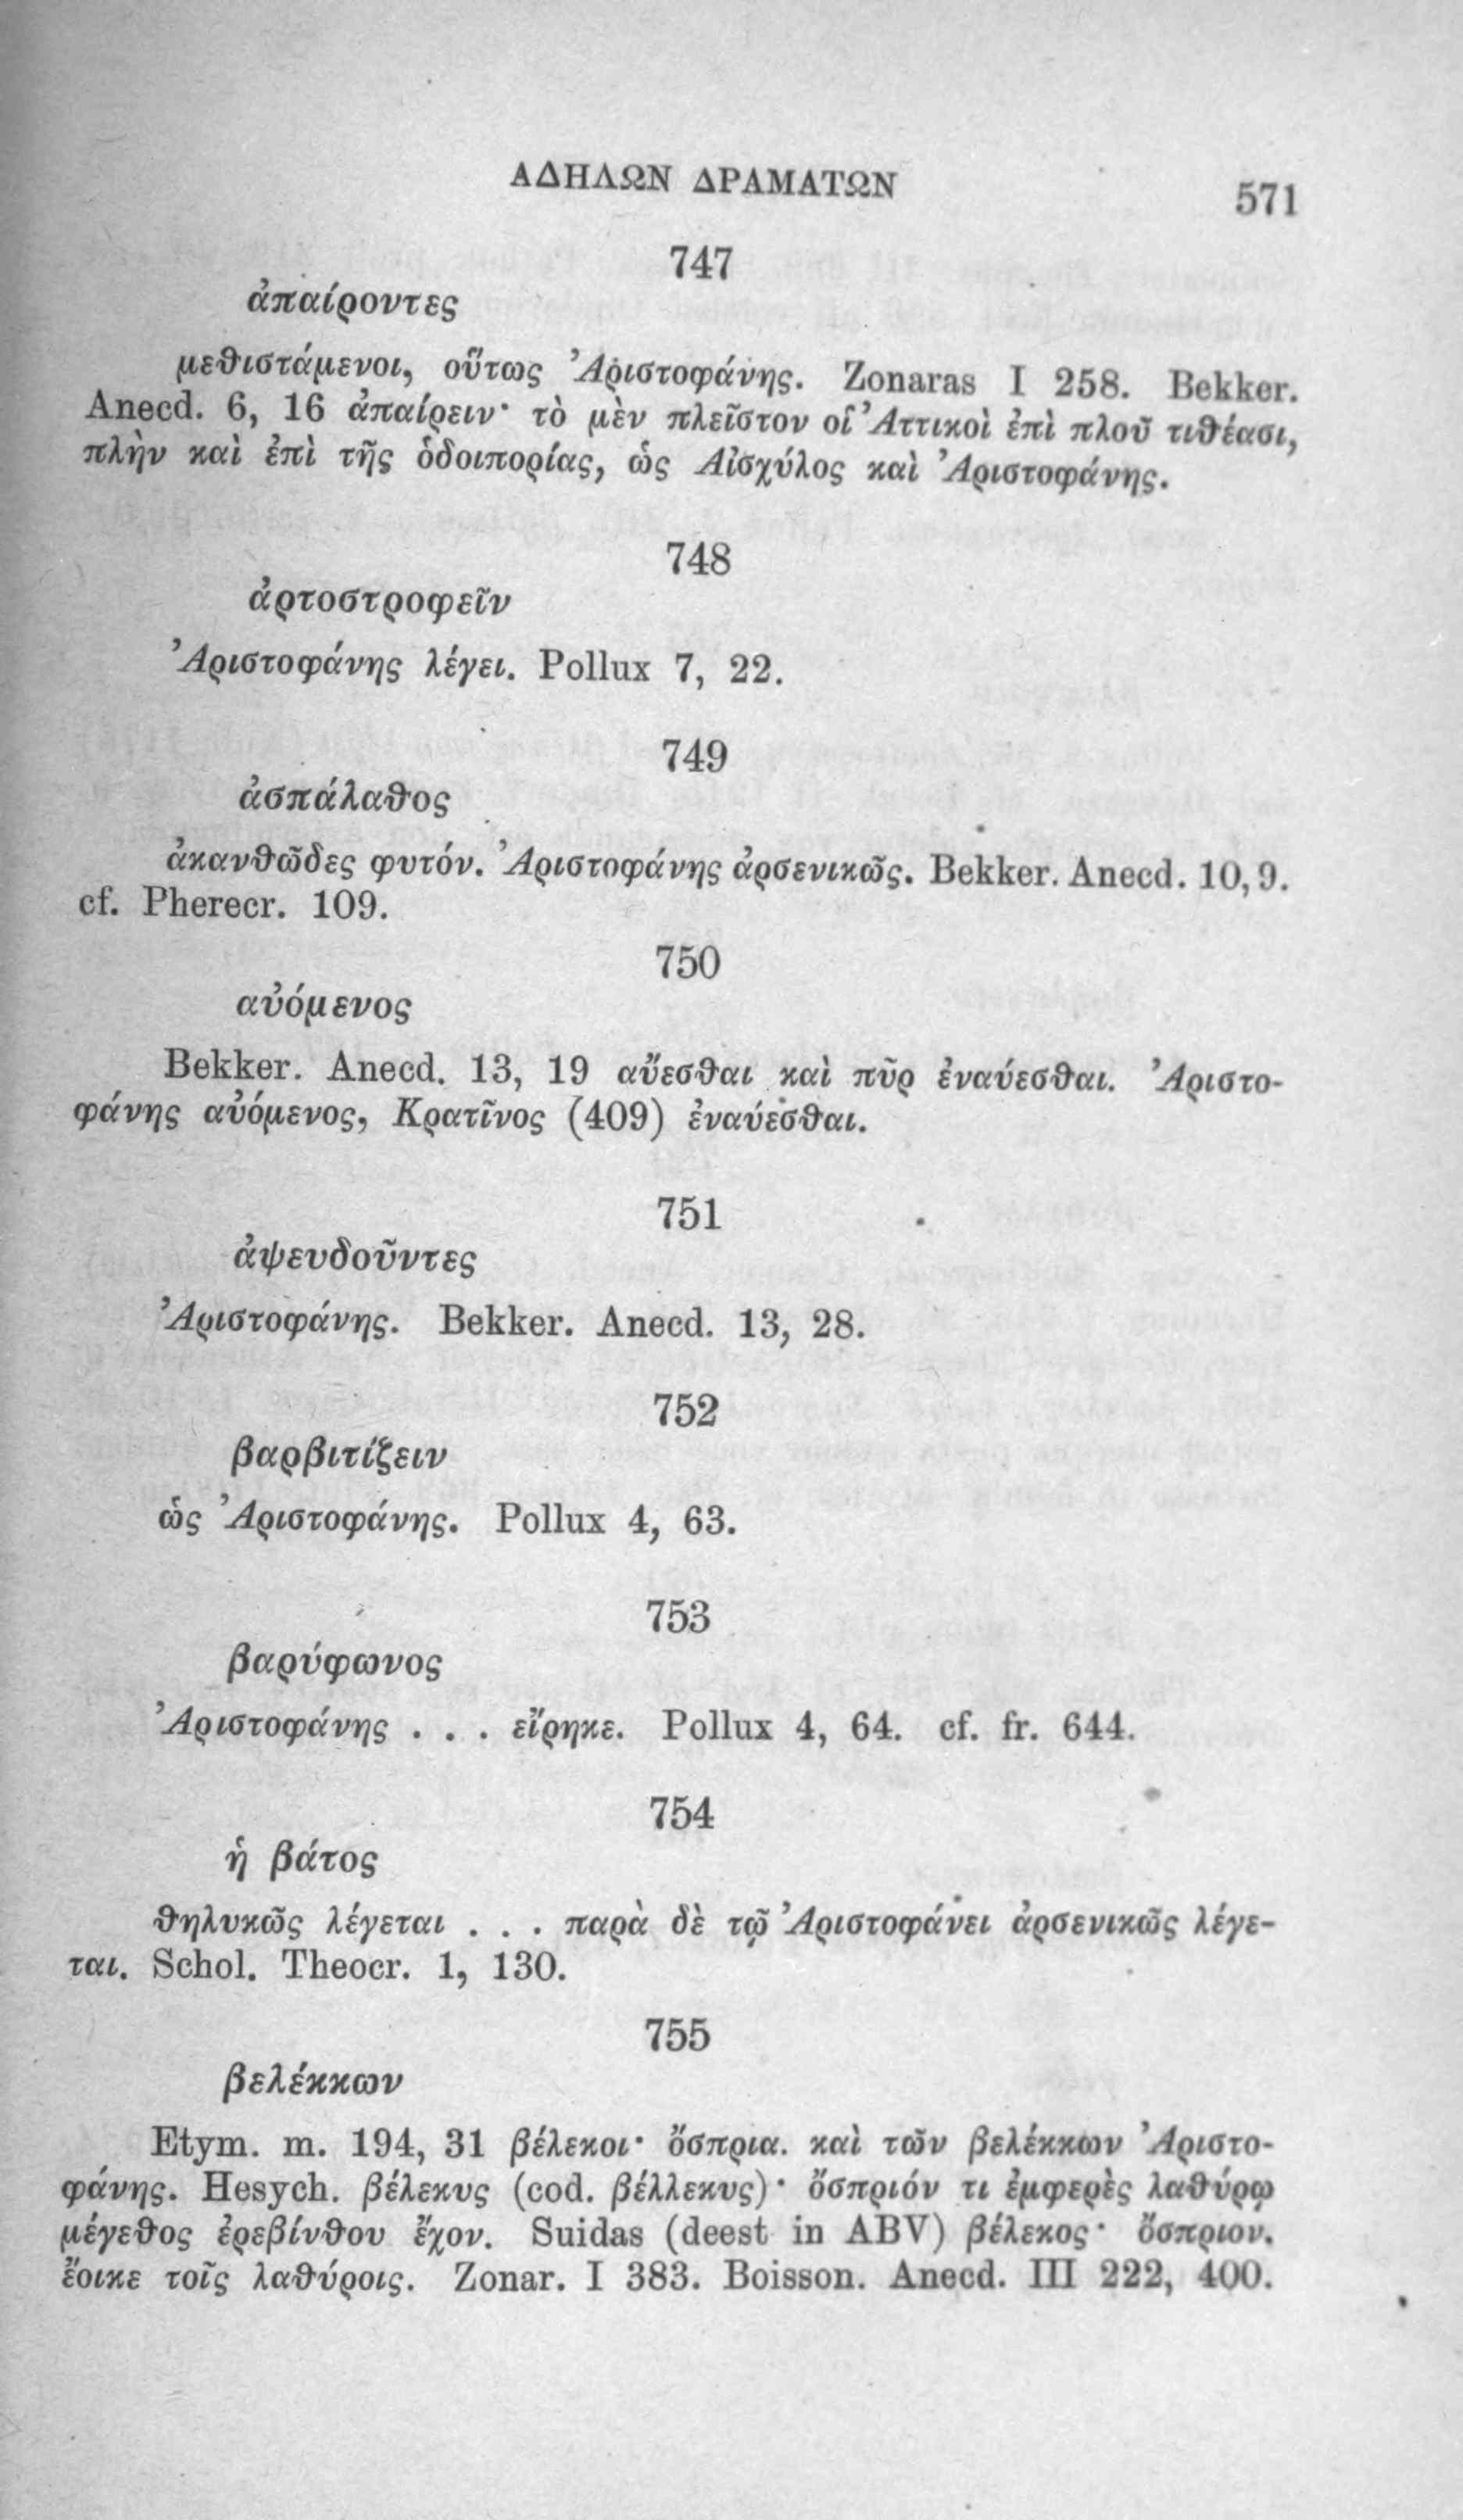 ΑΔΗΛΩΝ ΔΡΑΜΑΤΩΝ
571
747
ἀπαίροντες
μεθιστάμενοι, οὕτως Ἀριστοφάνης. Zonaras I 258. Bekker.
Anecd. 6, 16 ἀπαίρειν· τὸ μὲν πλεῖστον οἱ Ἀττικοὶ ἐπὶ πλοῦ τιθέασι,
πλὴν καὶ ἐπὶ τῆς ὁδοιπορίας, ὡς Αἰσχύλος καὶ Ἀριστοφάνης.
748
ἀρτοστροφεῖν
Ἀριστοφάνης λέγει. Pollux 7, 22.
749
ἀσπάλαθος
ἀκανθῶδες φυτόν. Ἀριστοφάνης ἀρσενικῶς. Bekker. Anecd. 10, 9.
cf. Pherecr. 109.
750
αὐόμενος
Bekker. Anecd. 13, 19 αὔεσθαι καὶ πῦρ ἐναύεσθαι. Ἀριστο-
φάνης αὐόμενος, Κρατῖνος (409) ἐναύεσθαι.
751
ἀψευδοῦντες
Ἀριστοφάνης. Bekker. Anecd. 13, 28.
752
βαρβιτίζειν
ὡς Ἀριστοφάνης. Pollux 4, 63.
753
βαρύφωνος
Ἀριστοφάνης . . . εἴρηκε. Pollux 4, 64. cf. fr. 644.
754
ἡ βάτος
θηλυκῶς λέγεται . . . παρὰ δὲ τῷ Ἀριστοφάνει ἀρσενικῶς λέγε-
ται. Schol. Theocr. 1, 130.
755
βελέκκων
Etym. m. 194, 31 βέλεκοι· ὄσπρια. καὶ τῶν βελέκκων Ἀριστο-
φάνης. Hesych. βέλεκυς (cod. βέλλεκυς)· ὄσπριόν τι ἐμφερὲς λαθύρῳ
μέγεθος ἐρεβίνθου ἔχον. Suidas (deest in ABV) βέλεκος· ὄσπριον.
ἔοικε τοῖς λαθύροις. Zonar. I 383. Boisson. Anecd. III 222, 400.